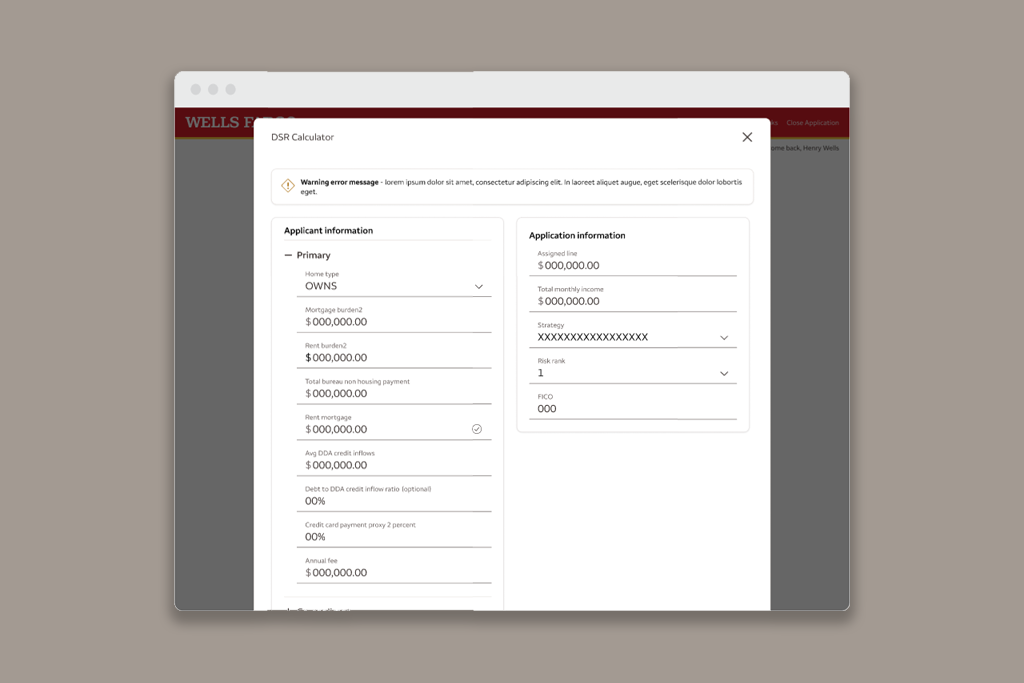 WELLS
Close Application
DSR Calculator
back, Henry Wells
Warning error message - lorem ipsum dolor sit amet, consectetur adipiscing elit. In laoreet aliquet augue, eget scelerisque dolor lobortis
eget.
Applicant information
Primary
Home type
OWNS
Mortgage burden2
$000,000.00
Rent burden2
$000,000.00
Total bureau non housing payment
$000,000.00
Rent mortgage
$000,000.00
Avg DDA credit inflows
$000,000.00
Debt to DDA credit inflow ratio (optional)
00%
Credit card payment proxy 2 percent
00%
Annual fee
$000,000.00
Application information
Assigned line
$000,000.00
Total monthly income
$000,000.00
Strategy
XXXXXXXXXXXXXXXXX
Risk rank
1
FICO
000